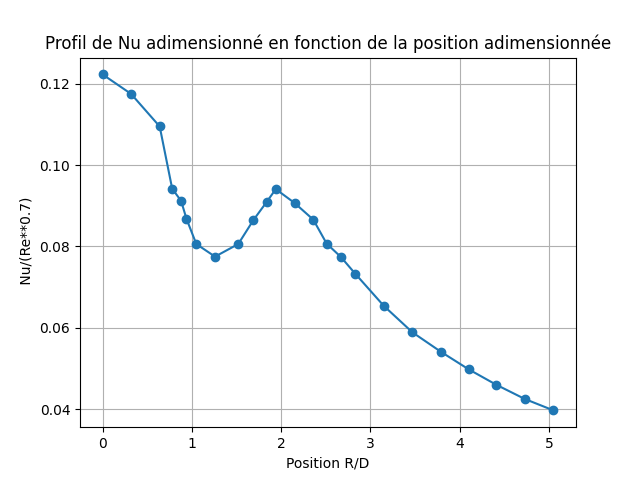 Profil de Nu adimensionné en fonction de la position adimensionnée
0.12
0.10
0.08
0.06
0.04
Nu/(Re**0.7)
0 1 2 3 4 5
Position R/D